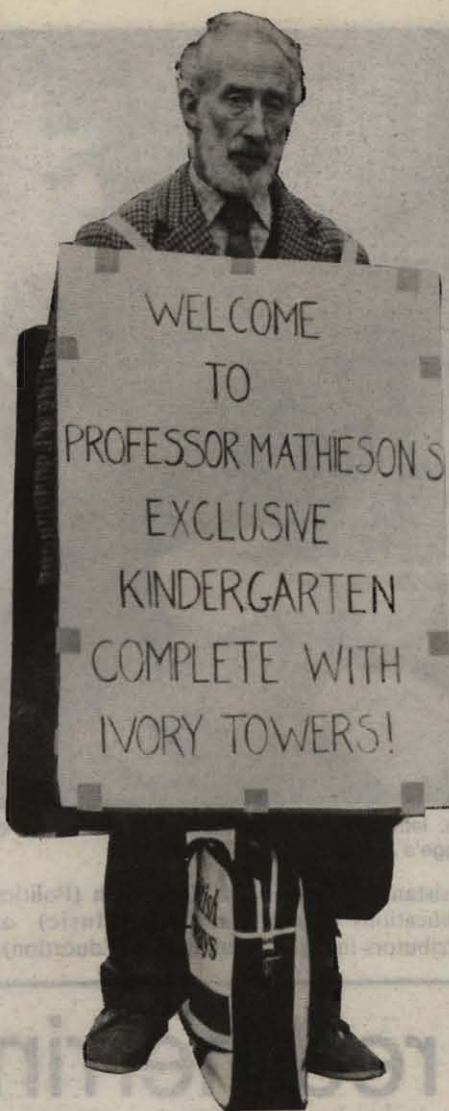 WELCOME
TO
PROFESSOR MATHIESON'S
EXCLUSIVE
KINDERGARTEN
COMPLETE WITH
IVORY TOWERS!